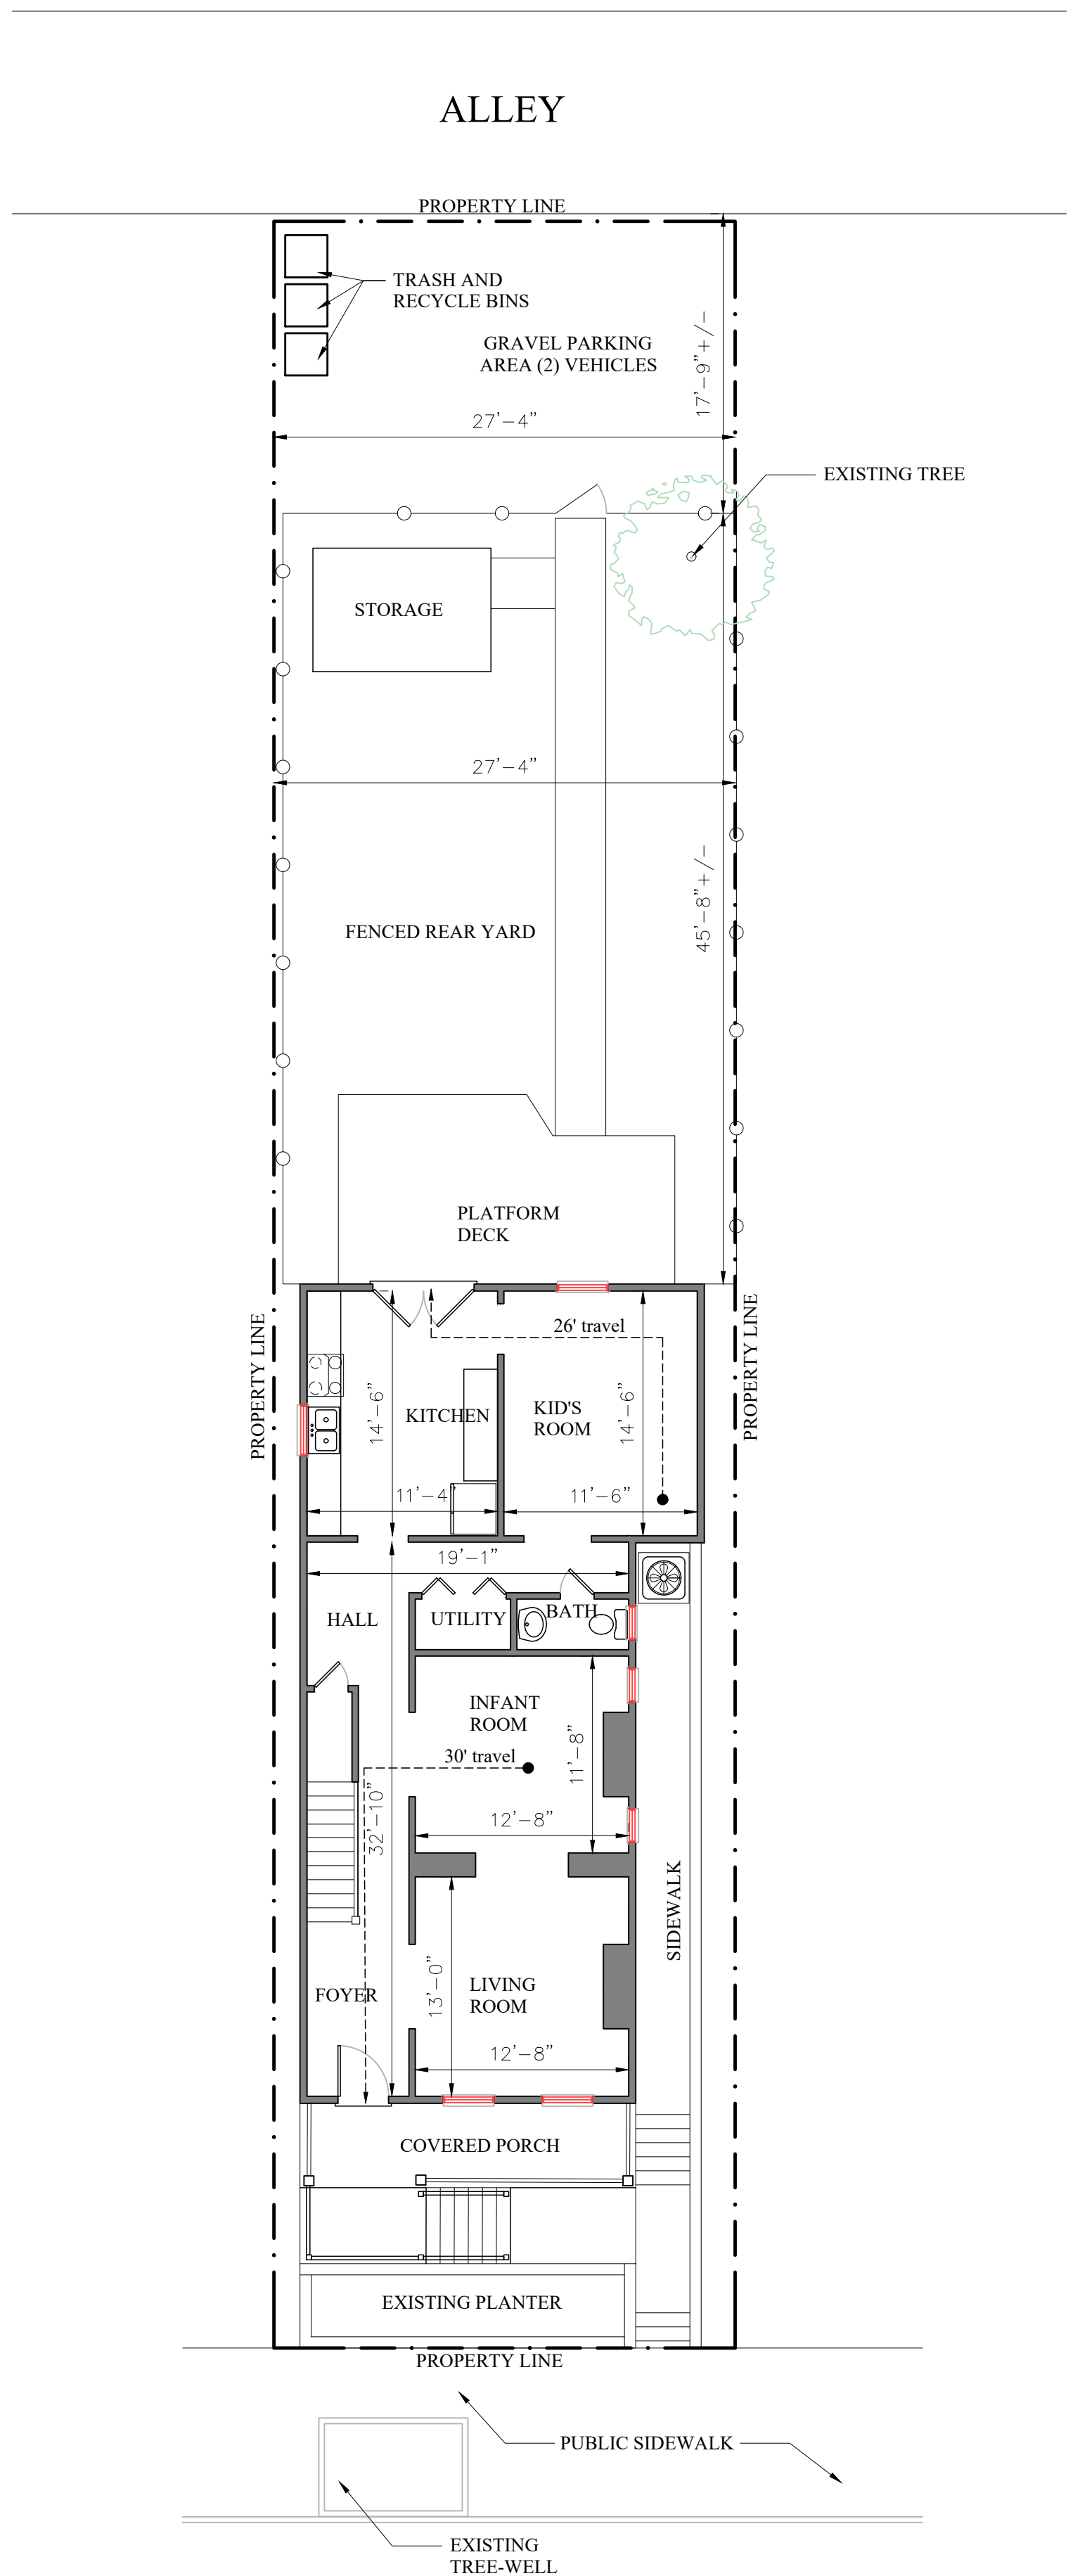 ALLEY
PROPERTY LINE
TRASH AND
RECYCLE BINS
GRAVEL PARKING
AREA (2) VEHICLES
17'-9"+/-
27'-4"
EXISTING TREE
STORAGE
27'-4"
45'-8"+/-
FENCED REAR YARD
PLATFORM
DECK
PROPERTY LINE
PROPERTY LINE
26' travel
14'-6"
KITCHEN
KID'S
ROOM
14'-6"
11'-4"
11'-6"
19'-1"
HALL
UTILITY
BATH
INFANT
ROOM
11'-8"
30' travel
32'-10"
12'-8"
SIDEWALK
FOYER
13'-0"
LIVING
ROOM
12'-8"
COVERED PORCH
EXISTING PLANTER
PROPERTY LINE
PUBLIC SIDEWALK
EXISTING
TREE-WELL